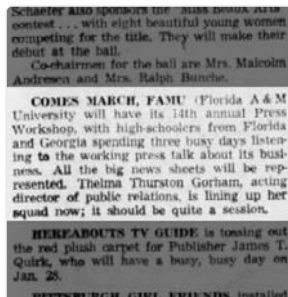 Schaefer also sponsors the "Miss Beaux Arts"
contest . . . with eight beautiful young women
competing for the title. They will make their
debut at the ball.
Co-chairmen for the ball are Mrs. Malcolm
Andresen and Mrs. Ralph Bunche.
COMES MARCH, FAMU (Florida A & M
University will have its 14th annual Press
Workshop, with high-schoolers from Florida
and Georgia spending three busy days listen-
ing to the working press talk about its busi-
ness. All the big news sheets will be rep-
resented. Thelma Thurston Gorham, acting
director of public relations, is lining up her
squad now; it should be quite a session.
HEREABOUTS TV GUIDE is tossing out
the red plush carpet for Publisher James T.
Quirk, who will have a busy, busy day on
Jan. 28.
PITTSBURGH GIRL FRIENDS installed